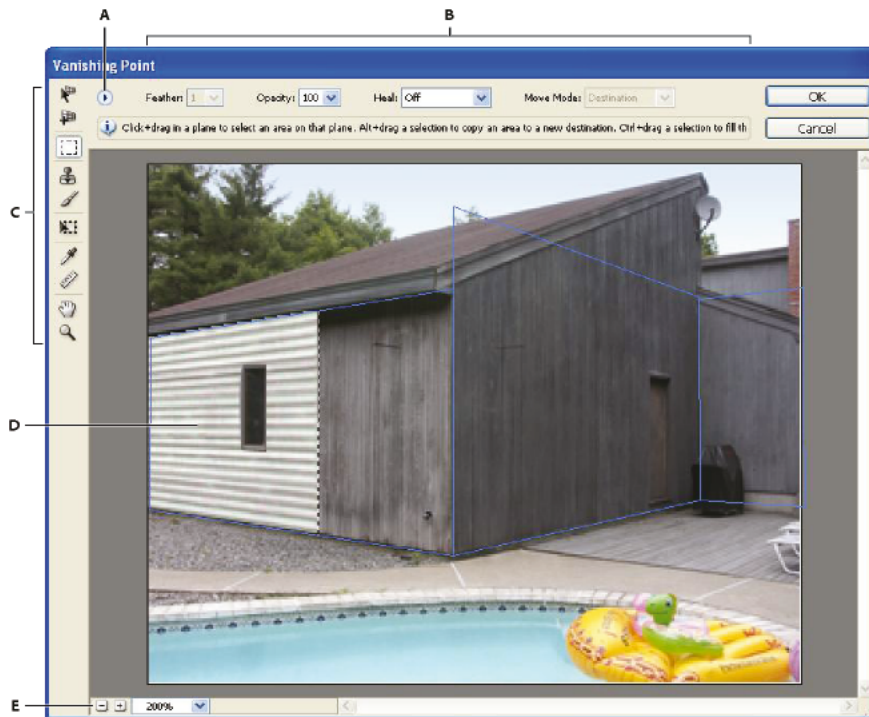 A
B
Vanishing Point
Feather: 1
Opacity: 100
Heal: Off
Move Mode: Destination
OK
Click+drag in a plane to select an area on that plane. Alt+drag a selection to copy an area to a new destination. Ctrl+drag a selection to fill th
Cancel
C
D
E
200%